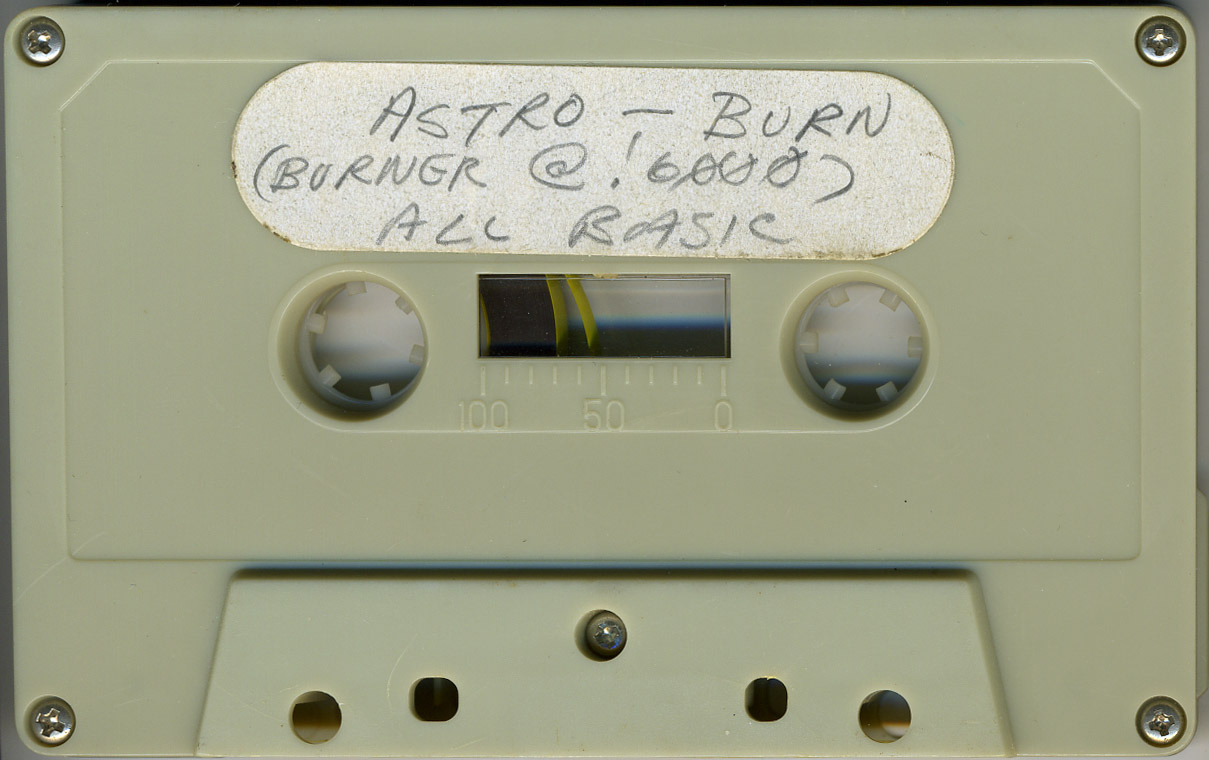 ASTRO - BURN
(BURNER @ !6000)
ALL BASIC
100 50 0